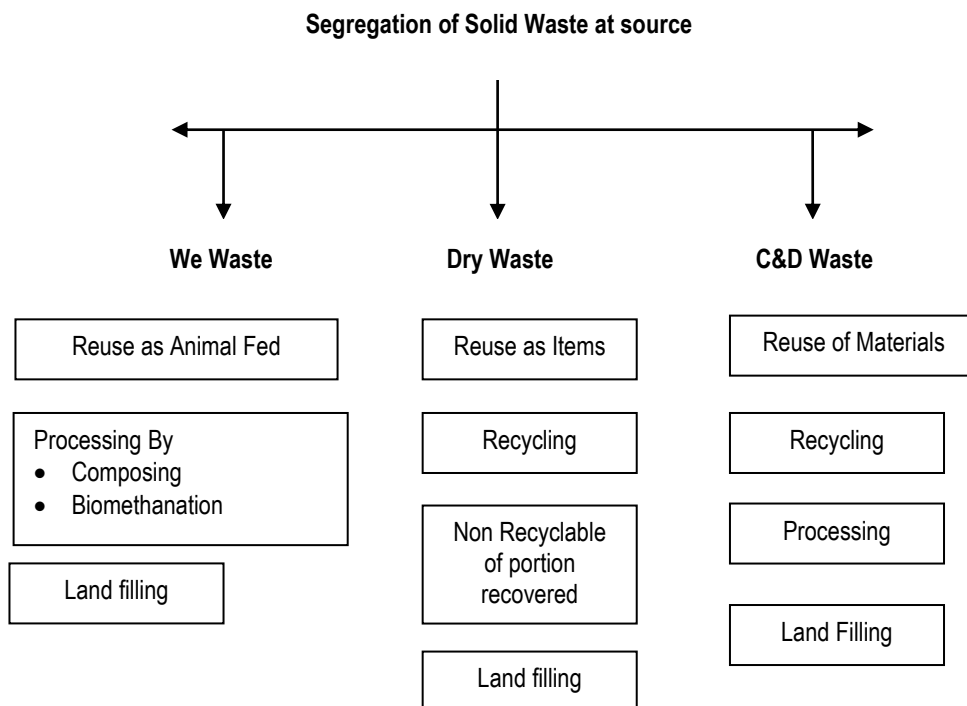 Segregation of Solid Waste at source
We Waste
Dry Waste
C&D Waste
Reuse as Animal Fed
Reuse as Items
Reuse of Materials
Processing By
• Composing
• Biomethanation
Recycling
Recycling
Non Recyclable
of portion
recovered
Processing
Land filling
Land filling
Land Filling